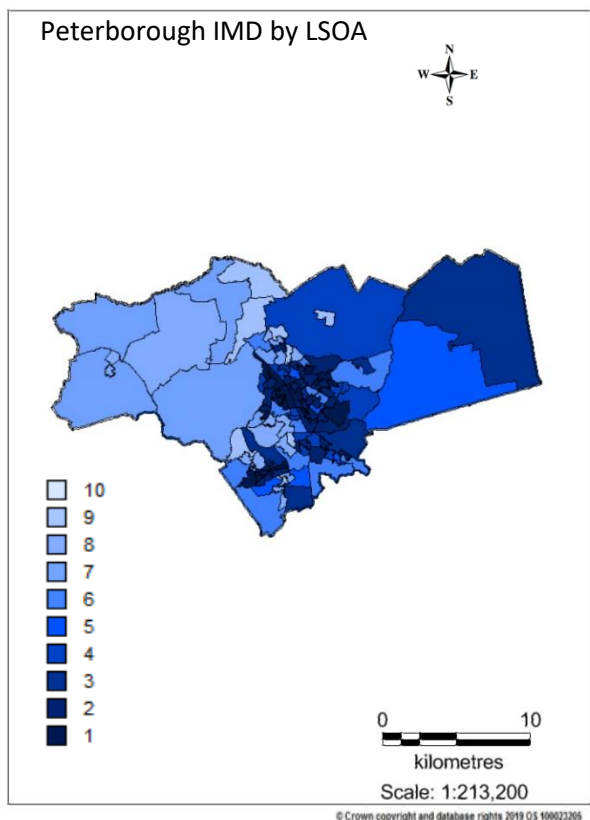 Peterborough IMD by LSOA
N
W E
S
10
9
8
7
6
5
4
3
2
1
0 10
kilometres
Scale: 1:213,200
© Crown copyright and database rights 2019 OS 100023205